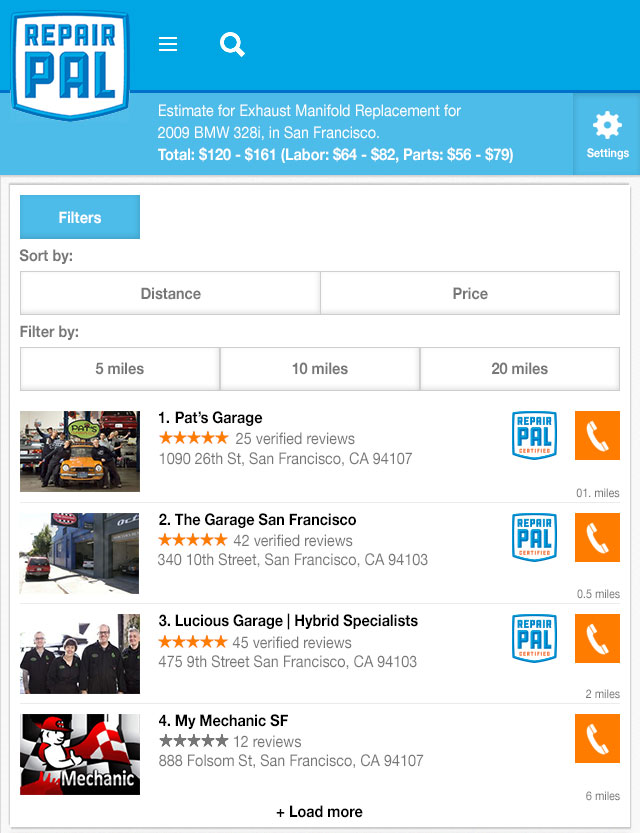 REPAIR
PAL
Estimate for Exhaust Manifold Replacement for
2009 BMW 328i, in San Francisco.
Total: $120 - $161 (Labor: $64 - $82, Parts: $56 - $79)
Settings
Filters
Sort by:
Distance
Price
Filter by:
5 miles
10 miles
20 miles
PAT'S
1. Pat's Garage
25 verified reviews
1090 26th St, San Francisco, CA 94107
REPAIR
PAL
CERTIFIED
01. miles
2. The Garage San Francisco
42 verified reviews
340 10th Street, San Francisco, CA 94103
REPAIR
PAL
CERTIFIED
0.5 miles
3. Lucious Garage | Hybrid Specialists
45 verified reviews
475 9th Street San Francisco, CA 94103
REPAIR
PAL
CERTIFIED
2 miles
My Mechanic
4. My Mechanic SF
12 reviews
888 Folsom St, San Francisco, CA 94107
6 miles
+ Load more